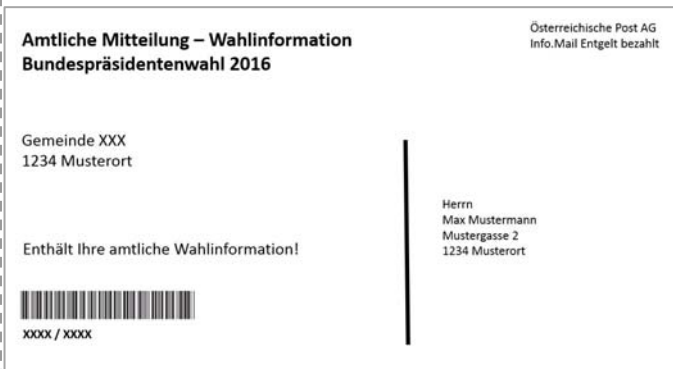 Amtliche Mitteilung – Wahlinformation
Bundespräsidentenwahl 2016
Österreichische Post AG
Info.Mail Entgelt bezahlt
Gemeinde XXX
1234 Musterort
Herrn
Max Mustermann
Mustergasse 2
1234 Musterort
Enthält Ihre amtliche Wahlinformation!
XXXX / XXXX